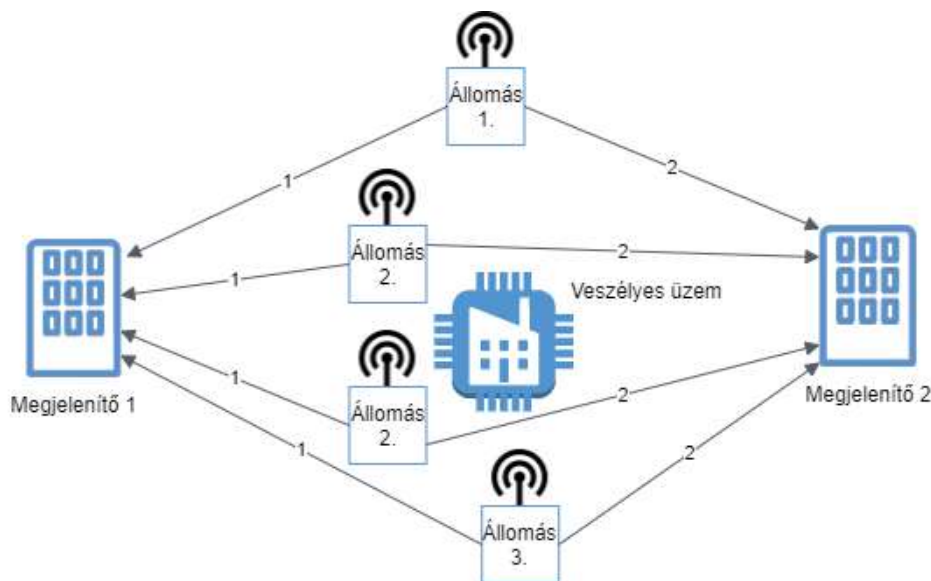 Állomás
1.
1
2
Állomás
2.
1
2
Veszélyes üzem
Megjelenítő 1
Megjelenítő 2
1
Állomás
2.
2
1
2
Állomás
3.